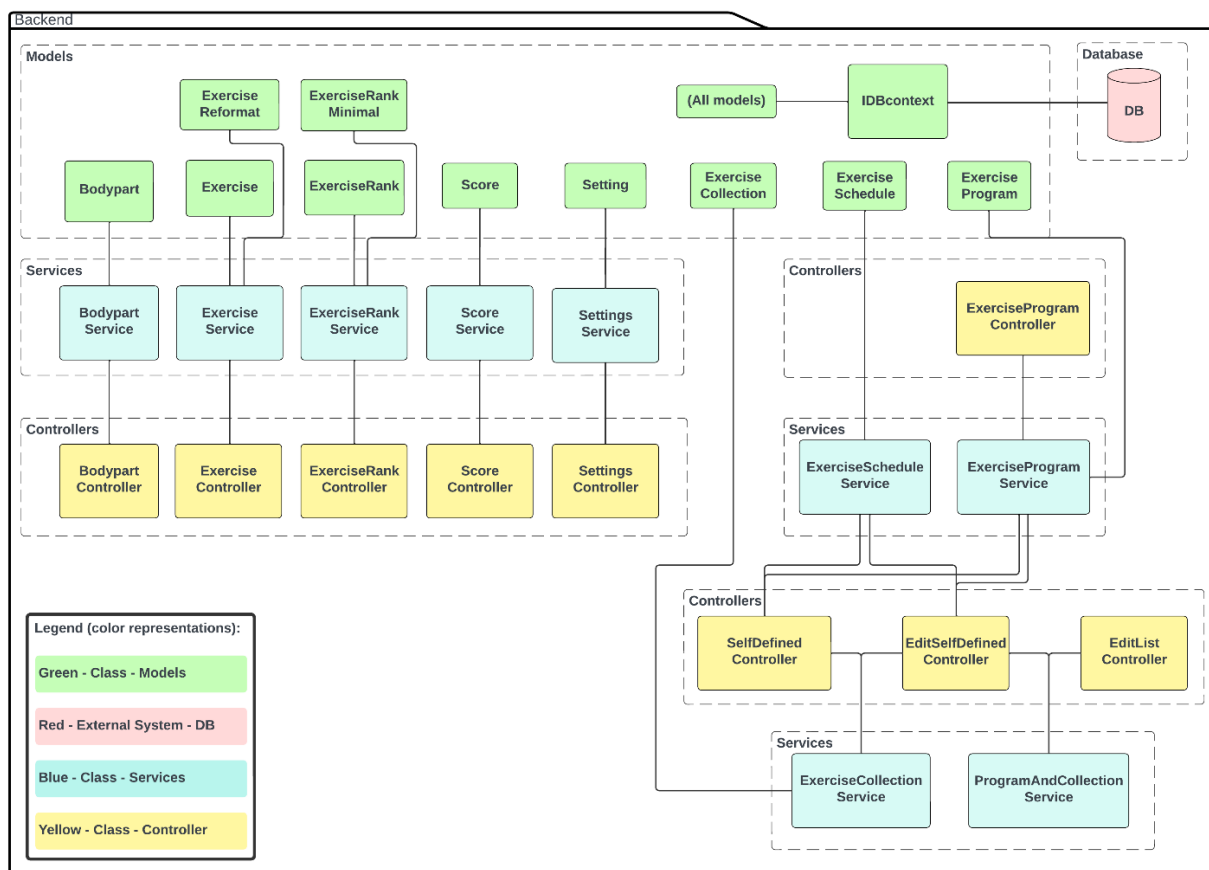 Backend
Models
Database
Exercise
Reformat
ExerciseRank
Minimal
(All models)
IDBcontext
DB
Bodypart
Exercise
ExerciseRank
Score
Setting
Exercise
Collection
Exercise
Schedule
Exercise
Program
Services
Bodypart
Service
Exercise
Service
ExerciseRank
Service
Score
Service
Settings
Service
Controllers
ExerciseProgram
Controller
Controllers
Bodypart
Controller
Exercise
Controller
ExerciseRank
Controller
Score
Controller
Settings
Controller
Services
ExerciseSchedule
Service
ExerciseProgram
Service
Controllers
SelfDefined
Controller
EditSelfDefined
Controller
EditList
Controller
Services
ExerciseCollection
Service
ProgramAndCollection
Service
Legend (color representations):
Green - Class - Models
Red - External System - DB
Blue - Class - Services
Yellow - Class - Controller